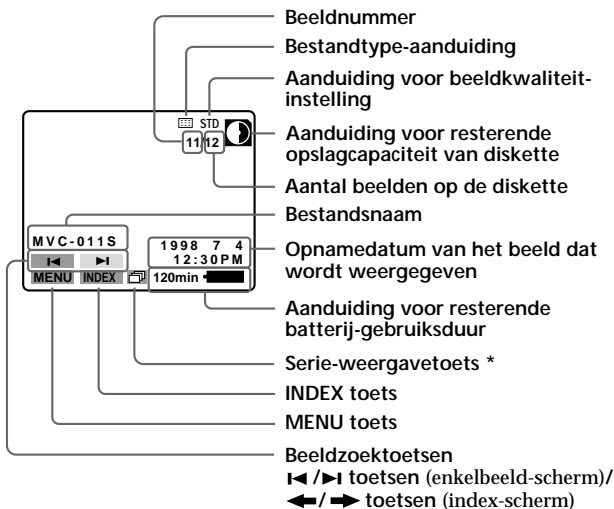 Beeldnummer
Bestandtype-aanduiding
Aanduiding voor beeldkwaliteit-
instelling
Aanduiding voor resterende
opslagcapaciteit van diskette
Aantal beelden op de diskette
Bestandsnaam
Opnamedatum van het beeld dat
wordt weergegeven
Aanduiding voor resterende
batterij-gebruiksduur
Serie-weergavetoets *
INDEX toets
MENU toets
Beeldzoektoetsen
I◄ /►I toetsen (enkelbeeld-scherm)/
←/ → toetsen (index-scherm)
STD
11/12
MVC-011S
1998 7 4
12:30PM
I◄ ►I
MENU INDEX 120min